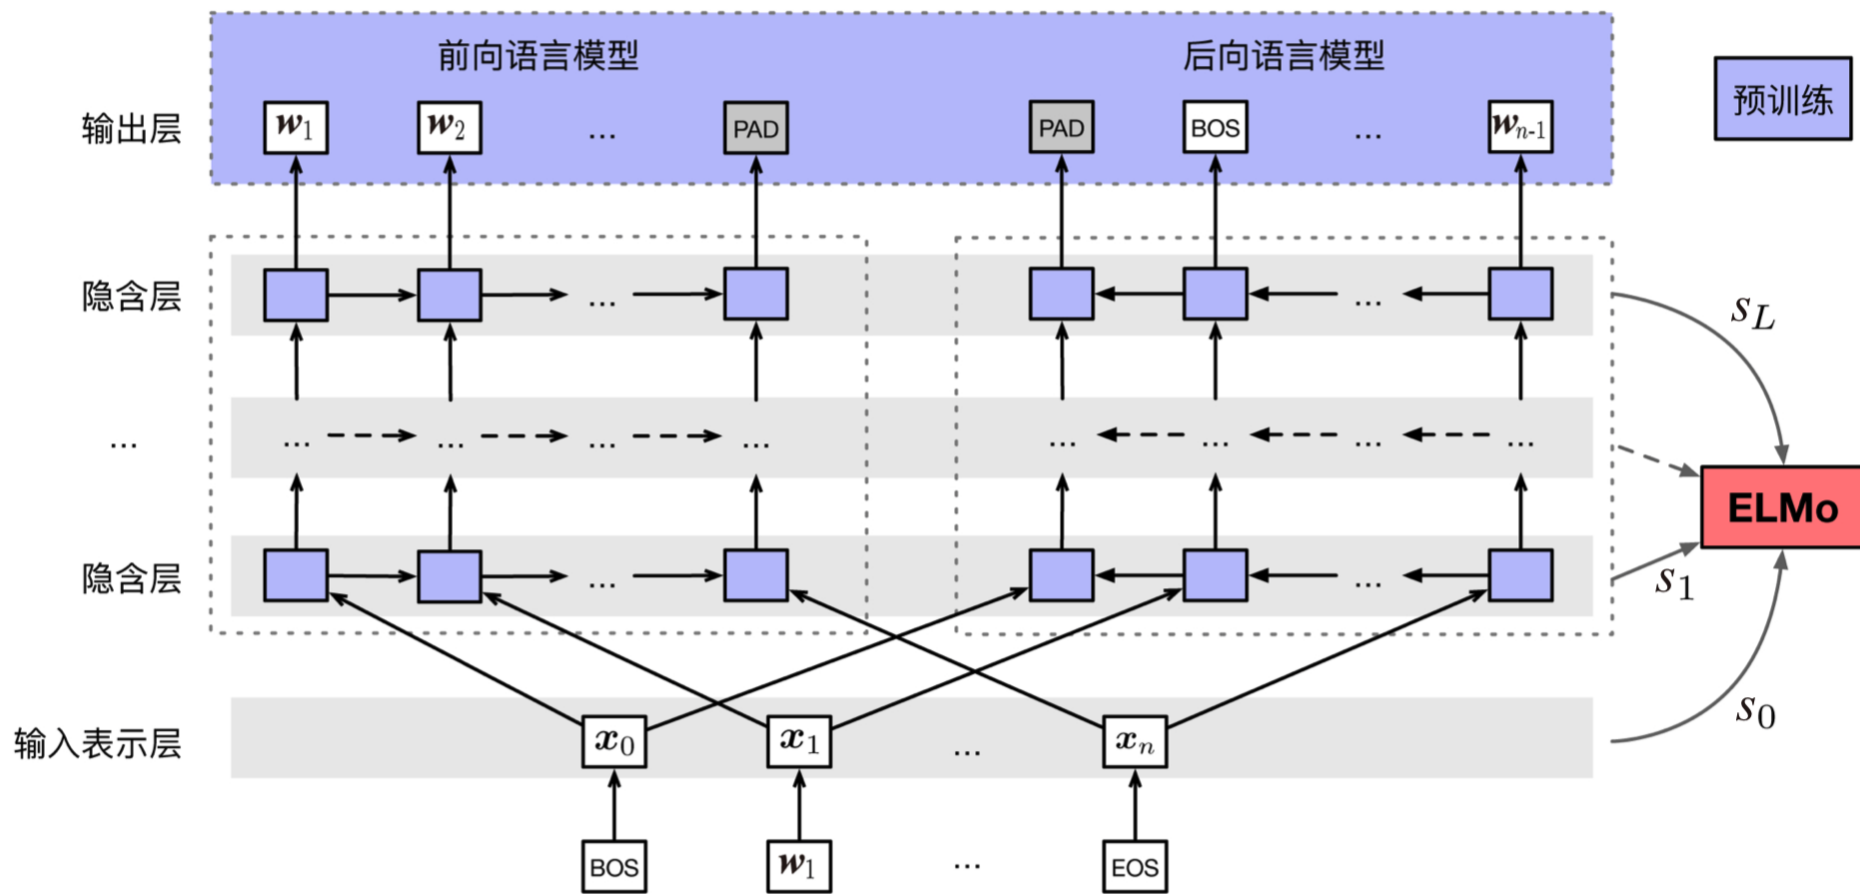 前向语言模型 后向语言模型
预训练
输出层 w1 w2 ... PAD PAD BOS ... wn-1
隐含层 ... ...
sL
... ... ... ... ... ... ... ... ...
ELMo
隐含层 ... ...
s1
s0
输入表示层 x0 x1 ... xn
BOS w1 ... EOS